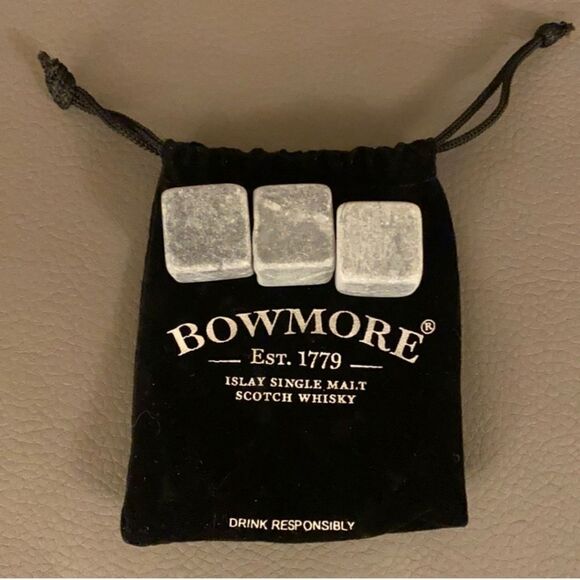 BOWMORE®
EST. 1779
ISLAY SINGLE MALT
SCOTCH WHISKY
DRINK RESPONSIBLY